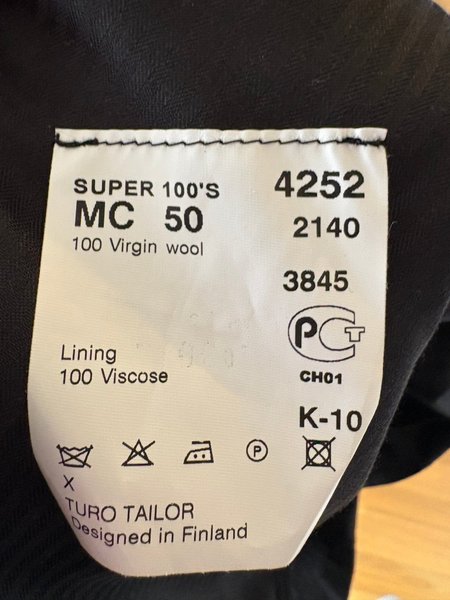 SUPER 100'S 4252
MC 50 2140
100 Virgin wool
3845
PCT
CH01
Lining
100 Viscose
K-10
P
X
TURO TAILOR
Designed in Finland